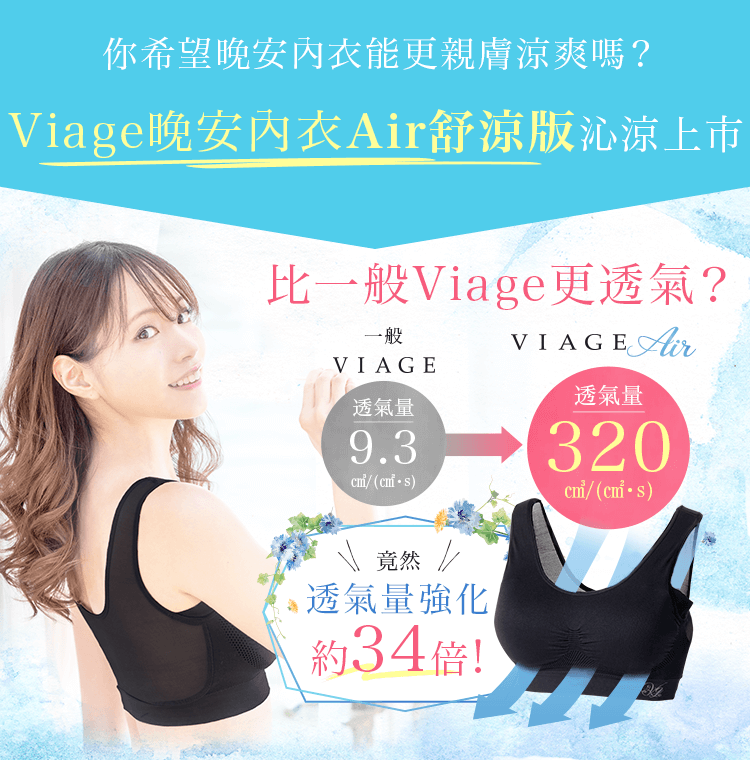 你希望晚安內衣能更親膚涼爽嗎？
Viage晚安內衣Air舒涼版沁涼上市
比一般Viage更透氣？
一般
VIAGE
VIAGE Air
透氣量
9.3
c㎥/(c㎡・s)
透氣量
320
c㎥/(c㎡・s)
竟然
透氣量強化
約34倍!